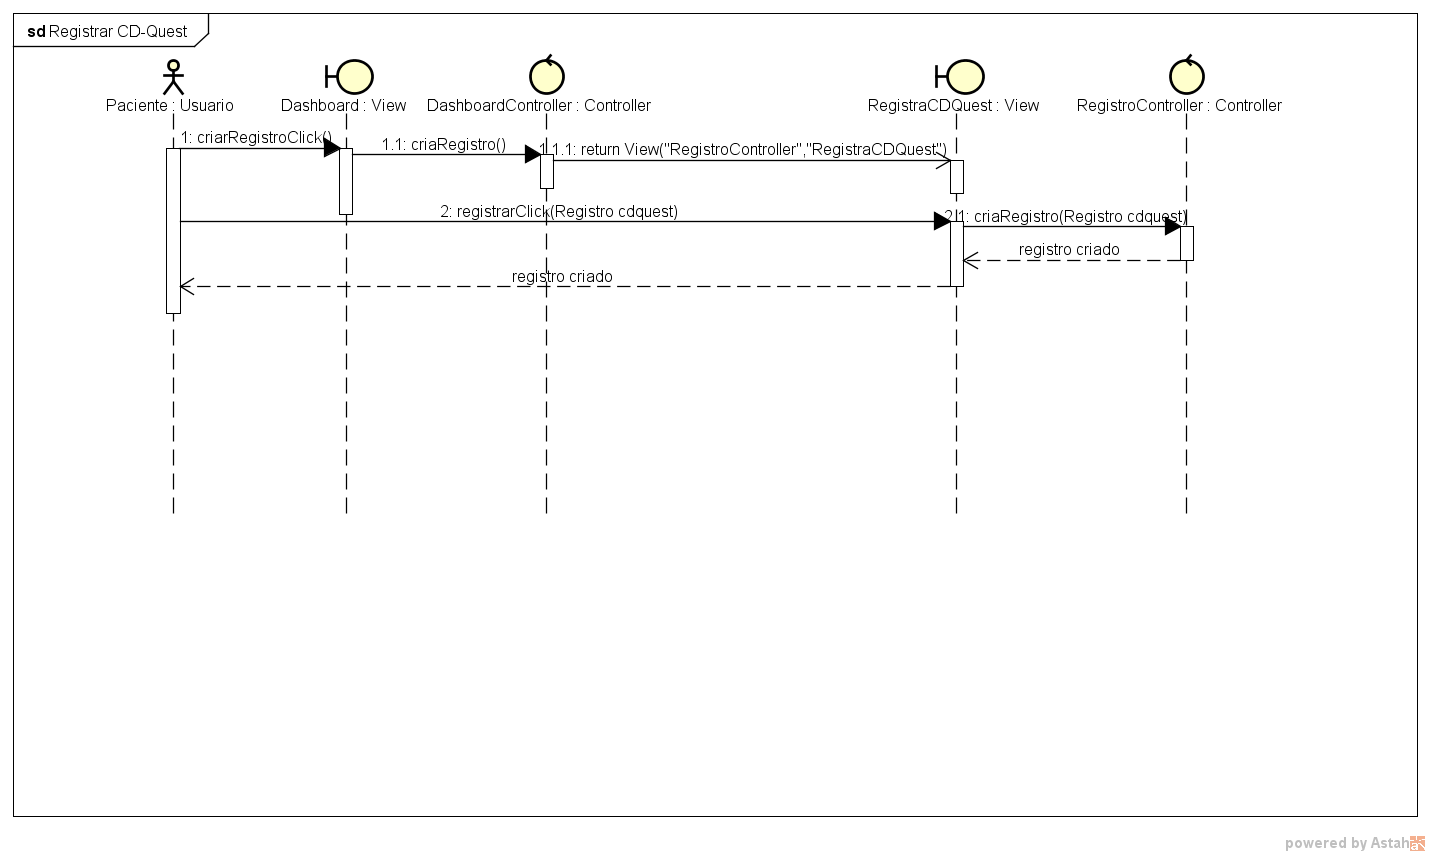 sd Registrar CD-Quest
Paciente : Usuario
Dashboard : View
DashboardController : Controller
RegistraCDQuest : View
RegistroController : Controller
1: criarRegistroClick()
1.1: criaRegistro()
1.1.1: return View("RegistroController","RegistraCDQuest")
2: registrarClick(Registro cdquest)
2.1: criaRegistro(Registro cdquest)
registro criado
registro criado
powered by Astah